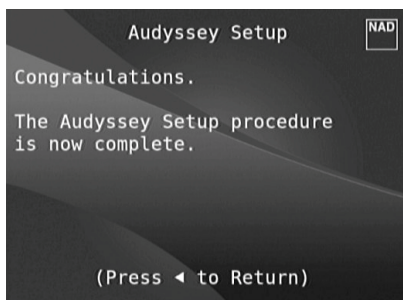 Audyssey Setup
NAD
Congratulations.
The Audyssey Setup procedure
is now complete.
(Press ◄ to Return)